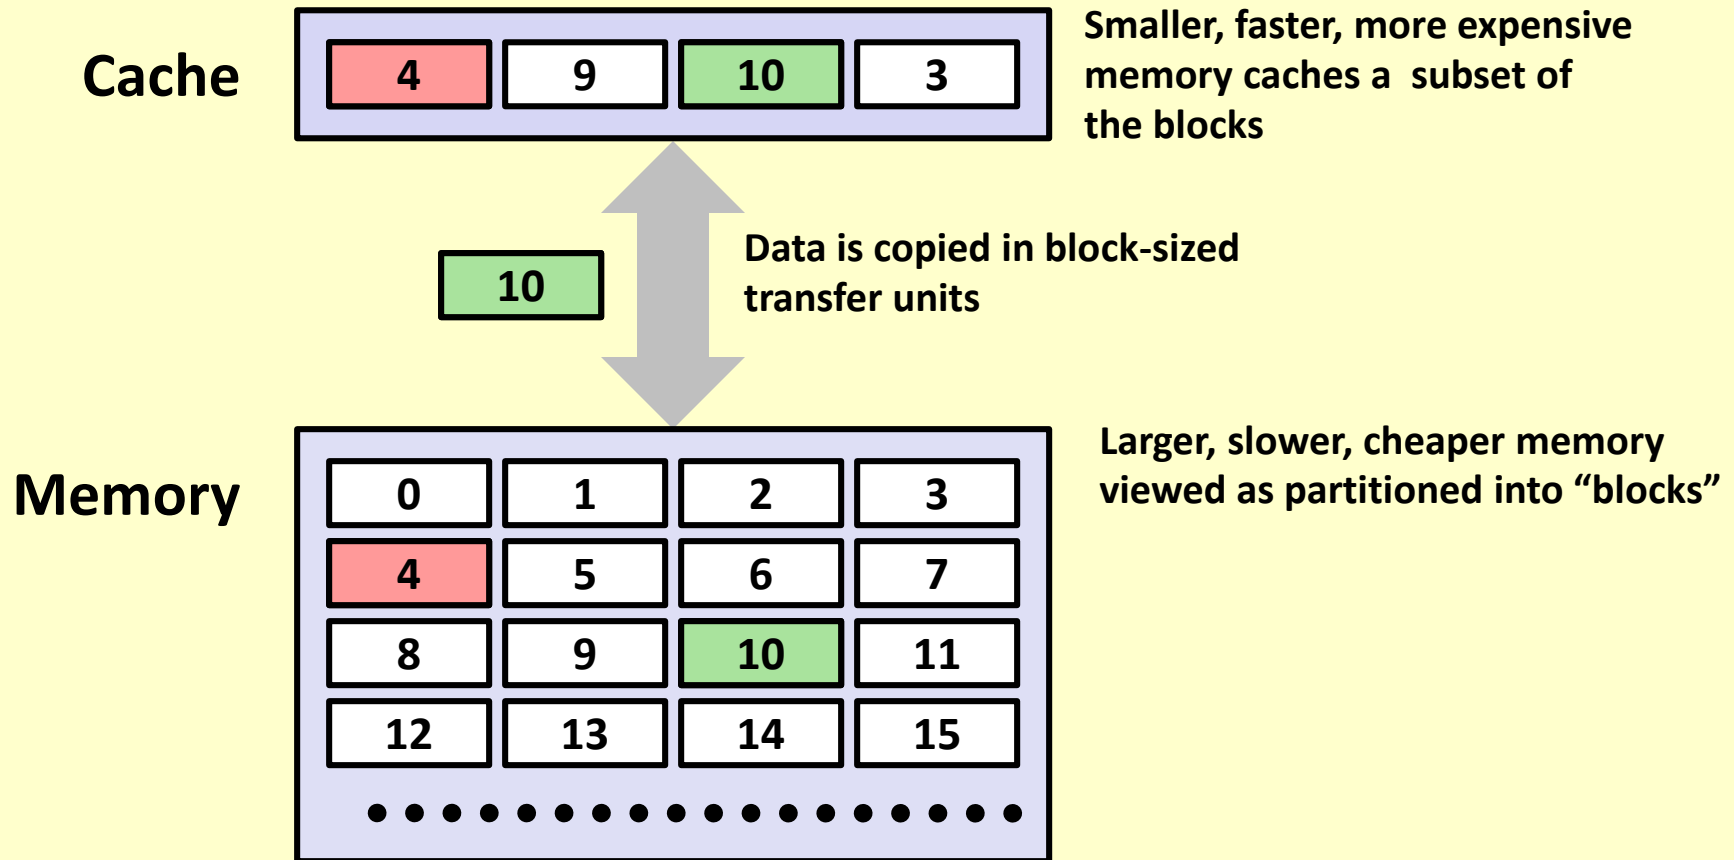 Cache
4 9 10 3
Smaller, faster, more expensive
memory caches a subset of
the blocks
10
Data is copied in block-sized
transfer units
Memory
0 1 2 3
4 5 6 7
8 9 10 11
12 13 14 15
Larger, slower, cheaper memory
viewed as partitioned into “blocks”